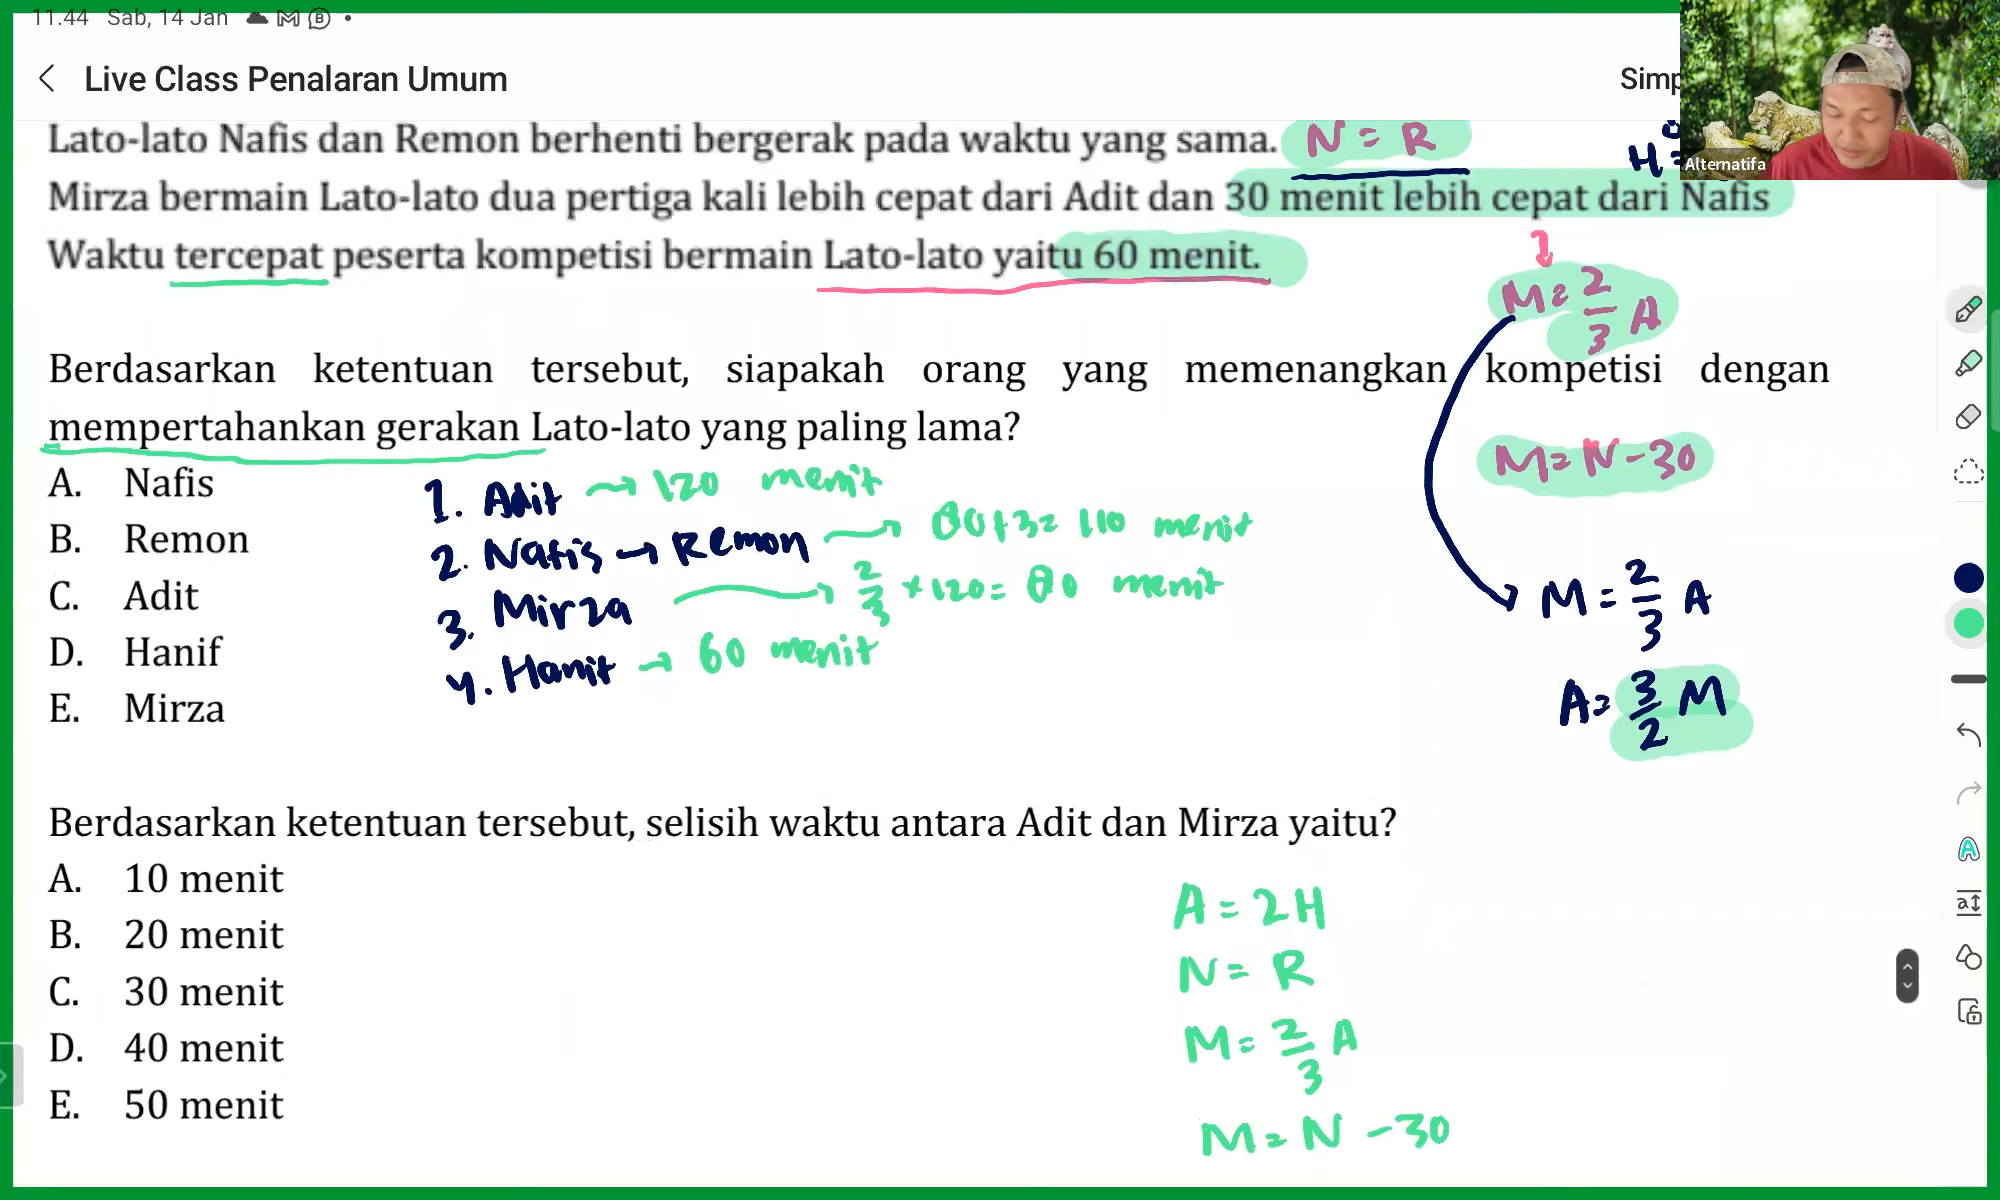 11.44 Sab, 14 Jan
Live Class Penalaran Umum
Simp
Alternatifa
Lato-lato Nafis dan Remon berhenti bergerak pada waktu yang sama. N = R
H =
Mirza bermain Lato-lato dua pertiga kali lebih cepat dari Adit dan 30 menit lebih cepat dari Nafis
Waktu tercepat peserta kompetisi bermain Lato-lato yaitu 60 menit.
M = 2/3 A
Berdasarkan ketentuan tersebut, siapakah orang yang memenangkan kompetisi dengan
mempertahankan gerakan Lato-lato yang paling lama?
M = N - 30
A. Nafis
B. Remon
C. Adit
D. Hanif
E. Mirza
1. Adit → 120 menit
2. Nafis → Remon → 80 + 3 = 110 menit
3. Mirza → 2/3 × 120 = 80 menit
4. Hanif → 60 menit
M = 2/3 A
A = 3/2 M
Berdasarkan ketentuan tersebut, selisih waktu antara Adit dan Mirza yaitu?
A. 10 menit
B. 20 menit
C. 30 menit
D. 40 menit
E. 50 menit
A = 2H
N = R
M = 2/3 A
M = N - 30